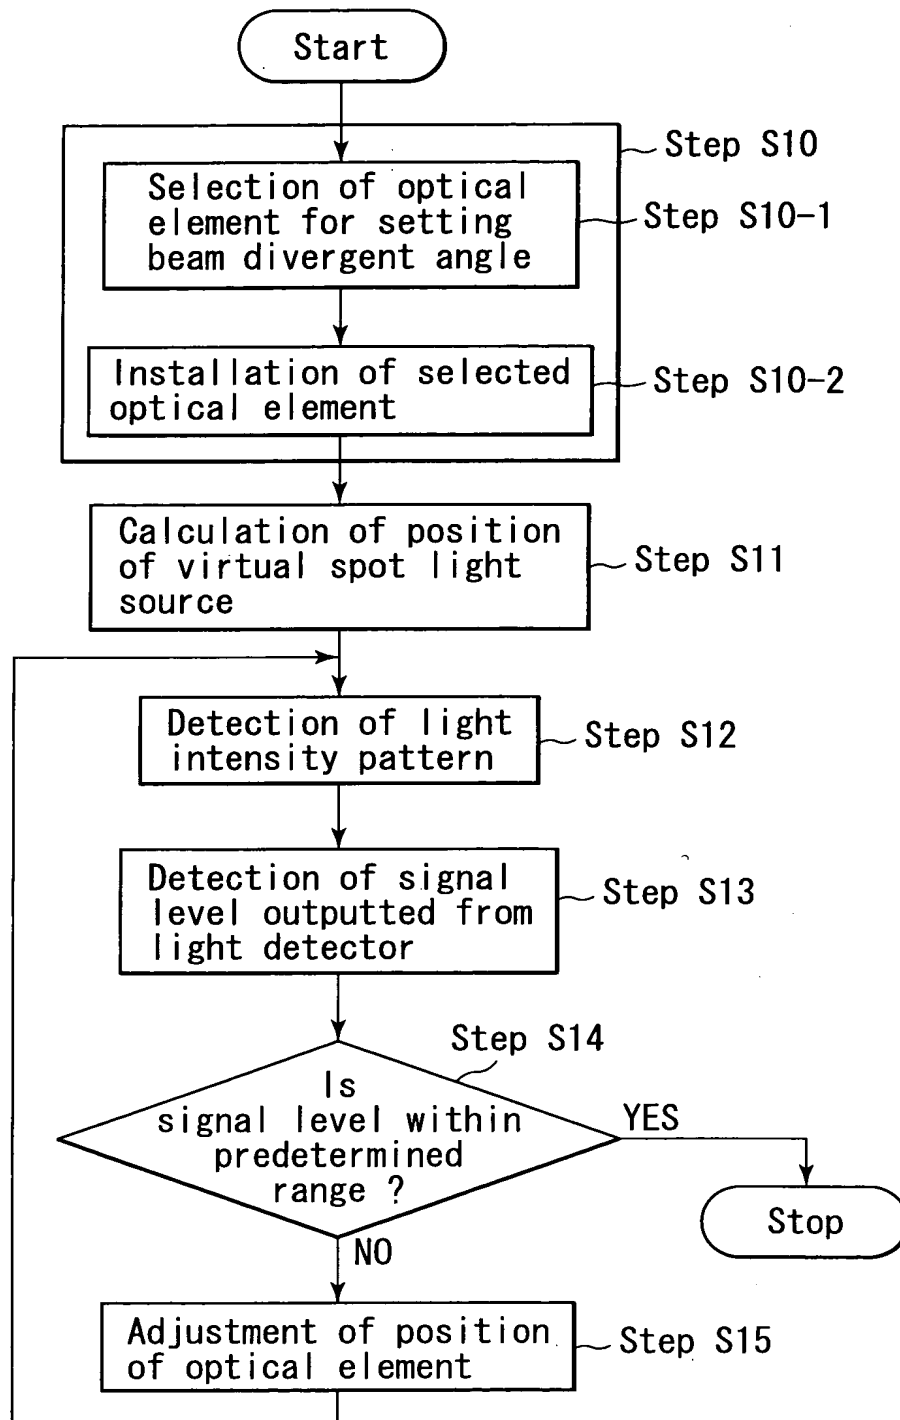 Start
Step S10
Selection of optical
element for setting
beam divergent angle
Step S10-1
Installation of selected
optical element
Step S10-2
Calculation of position
of virtual spot light
source
Step S11
Detection of light
intensity pattern
Step S12
Detection of signal
level outputted from
light detector
Step S13
Step S14
Is
signal level within
predetermined
range ?
YES
Stop
NO
Adjustment of position
of optical element
Step S15